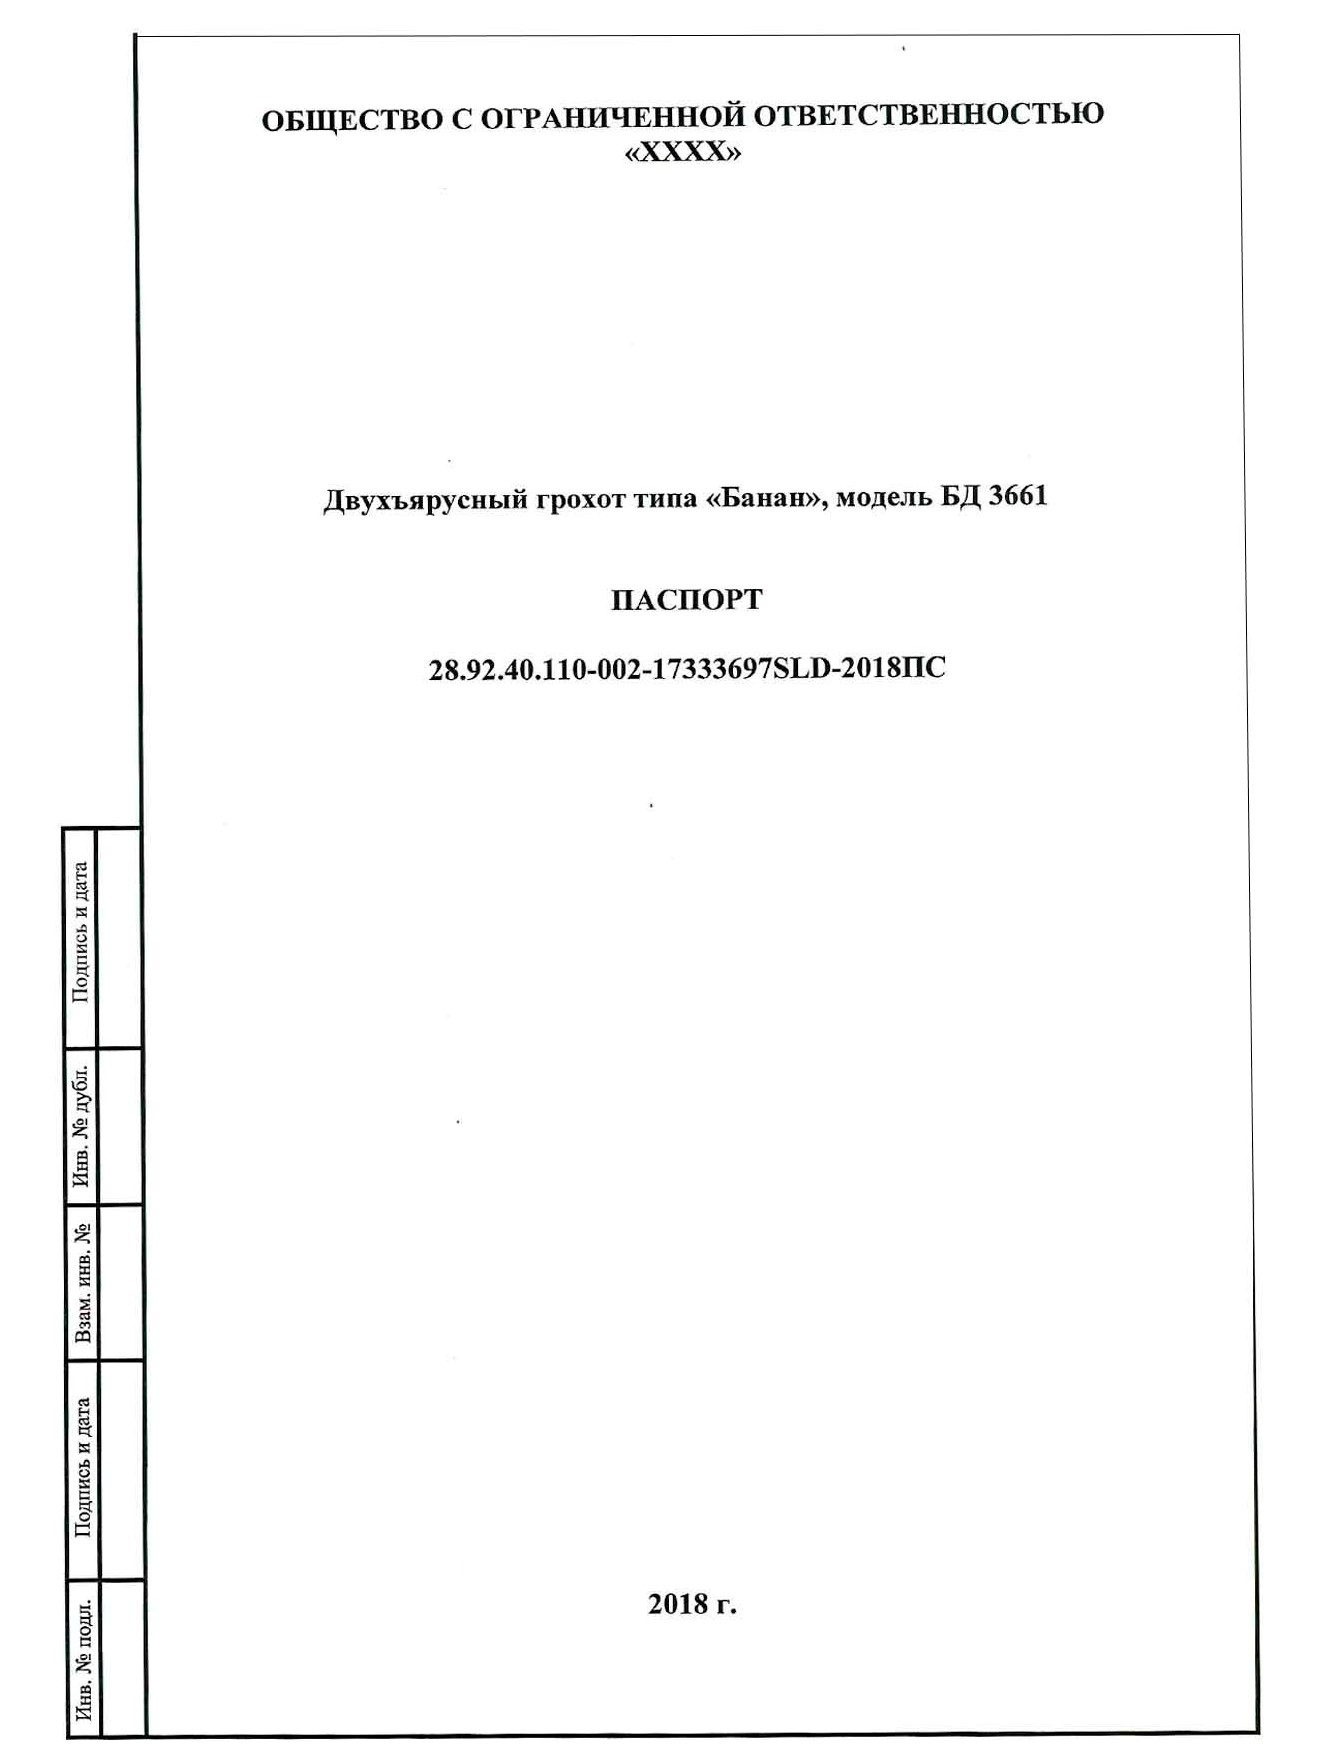 ОБЩЕСТВО С ОГРАНИЧЕННОЙ ОТВЕТСТВЕННОСТЬЮ
«ХХХХ»
Двухъярусный грохот типа «Банан», модель БД 3661
ПАСПОРТ
28.92.40.110-002-17333697SLD-2018ПС
Подпись и дата
Инв. № дубл.
Взам. инв. №
Подпись и дата
Инв. № подл.
2018 г.